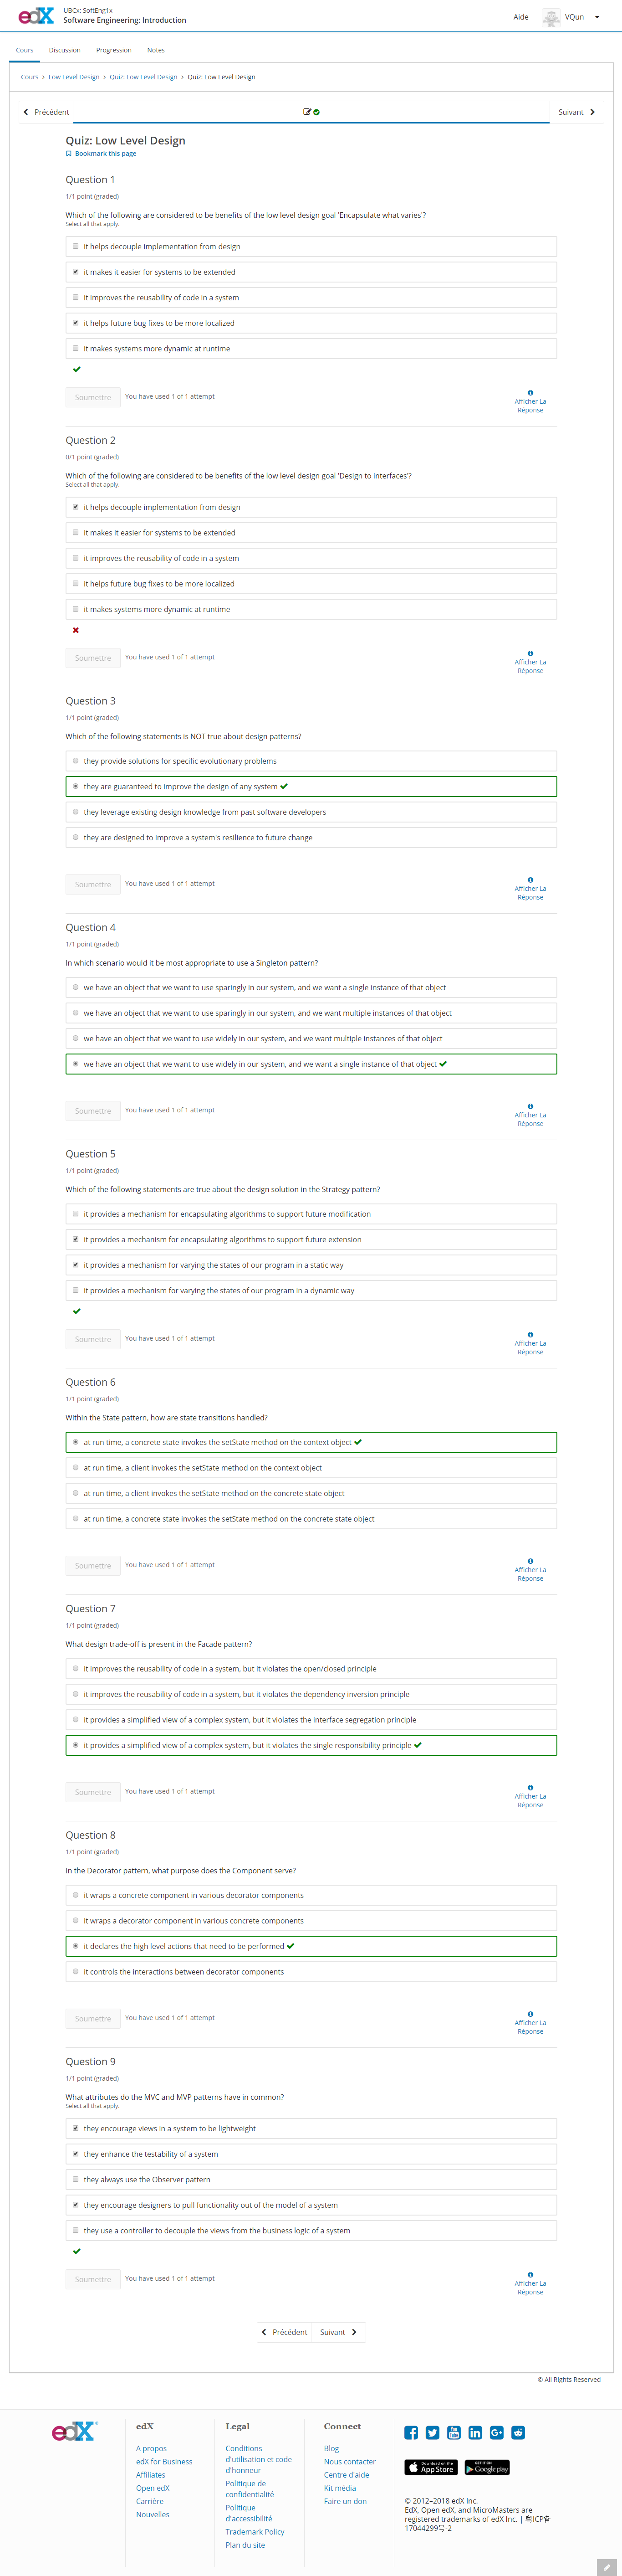 edX
UBCx: SoftEng1x
Software Engineering: Introduction
Aide
VQun
Cours
Discussion
Progression
Notes
Cours > Low Level Design > Quiz: Low Level Design > Quiz: Low Level Design
Précédent
Suivant
Quiz: Low Level Design
Bookmark this page
Question 1
1/1 point (graded)
Which of the following are considered to be benefits of the low level design goal 'Encapsulate what varies'?
Select all that apply.
it helps decouple implementation from design
it makes it easier for systems to be extended
it improves the reusability of code in a system
it helps future bug fixes to be more localized
it makes systems more dynamic at runtime
Soumettre
You have used 1 of 1 attempt
Afficher La
Réponse
Question 2
0/1 point (graded)
Which of the following are considered to be benefits of the low level design goal 'Design to interfaces'?
Select all that apply.
it helps decouple implementation from design
it makes it easier for systems to be extended
it improves the reusability of code in a system
it helps future bug fixes to be more localized
it makes systems more dynamic at runtime
Soumettre
You have used 1 of 1 attempt
Afficher La
Réponse
Question 3
1/1 point (graded)
Which of the following statements is NOT true about design patterns?
they provide solutions for specific evolutionary problems
they are guaranteed to improve the design of any system
they leverage existing design knowledge from past software developers
they are designed to improve a system's resilience to future change
Soumettre
You have used 1 of 1 attempt
Afficher La
Réponse
Question 4
1/1 point (graded)
In which scenario would it be most appropriate to use a Singleton pattern?
we have an object that we want to use sparingly in our system, and we want a single instance of that object
we have an object that we want to use sparingly in our system, and we want multiple instances of that object
we have an object that we want to use widely in our system, and we want multiple instances of that object
we have an object that we want to use widely in our system, and we want a single instance of that object
Soumettre
You have used 1 of 1 attempt
Afficher La
Réponse
Question 5
1/1 point (graded)
Which of the following statements are true about the design solution in the Strategy pattern?
it provides a mechanism for encapsulating algorithms to support future modification
it provides a mechanism for encapsulating algorithms to support future extension
it provides a mechanism for varying the states of our program in a static way
it provides a mechanism for varying the states of our program in a dynamic way
Soumettre
You have used 1 of 1 attempt
Afficher La
Réponse
Question 6
1/1 point (graded)
Within the State pattern, how are state transitions handled?
at run time, a concrete state invokes the setState method on the context object
at run time, a client invokes the setState method on the context object
at run time, a client invokes the setState method on the concrete state object
at run time, a concrete state invokes the setState method on the concrete state object
Soumettre
You have used 1 of 1 attempt
Afficher La
Réponse
Question 7
1/1 point (graded)
What design trade-off is present in the Facade pattern?
it improves the reusability of code in a system, but it violates the open/closed principle
it improves the reusability of code in a system, but it violates the dependency inversion principle
it provides a simplified view of a complex system, but it violates the interface segregation principle
it provides a simplified view of a complex system, but it violates the single responsibility principle
Soumettre
You have used 1 of 1 attempt
Afficher La
Réponse
Question 8
1/1 point (graded)
In the Decorator pattern, what purpose does the Component serve?
it wraps a concrete component in various decorator components
it wraps a decorator component in various concrete components
it declares the high level actions that need to be performed
it controls the interactions between decorator components
Soumettre
You have used 1 of 1 attempt
Afficher La
Réponse
Question 9
1/1 point (graded)
What attributes do the MVC and MVP patterns have in common?
Select all that apply.
they encourage views in a system to be lightweight
they enhance the testability of a system
they always use the Observer pattern
they encourage designers to pull functionality out of the model of a system
they use a controller to decouple the views from the business logic of a system
Soumettre
You have used 1 of 1 attempt
Afficher La
Réponse
Précédent
Suivant
© All Rights Reserved
edX
edX
A propos
edX for Business
Affiliates
Open edX
Carrière
Nouvelles
Legal
Conditions
d'utilisation et code
d'honneur
Politique de
confidentialité
Politique
d'accessibilité
Trademark Policy
Plan du site
Connect
Blog
Nous contacter
Centre d'aide
Kit média
Faire un don
You
Tube
in
G+
Download on the
App Store
GET IT ON
Google play
© 2012–2018 edX Inc.
EdX, Open edX, and MicroMasters are
registered trademarks of edX Inc. | 粤ICP备
17044299号-2